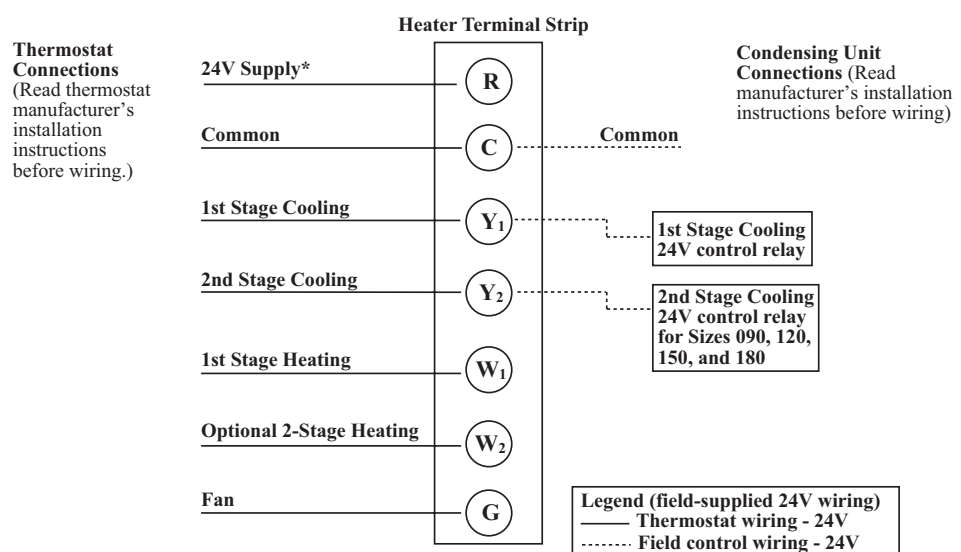 Heater Terminal Strip
Thermostat
Connections
(Read thermostat
manufacturer's
installation
instructions
before wiring.)
Condensing Unit
Connections (Read
manufacturer's installation
instructions before wiring)
24V Supply*
R
Common
C
Common
1st Stage Cooling
Y1
1st Stage Cooling
24V control relay
2nd Stage Cooling
Y2
2nd Stage Cooling
24V control relay
for Sizes 090, 120,
150, and 180
1st Stage Heating
W1
Optional 2-Stage Heating
W2
Fan
G
Legend (field-supplied 24V wiring)
Thermostat wiring - 24V
Field control wiring - 24V